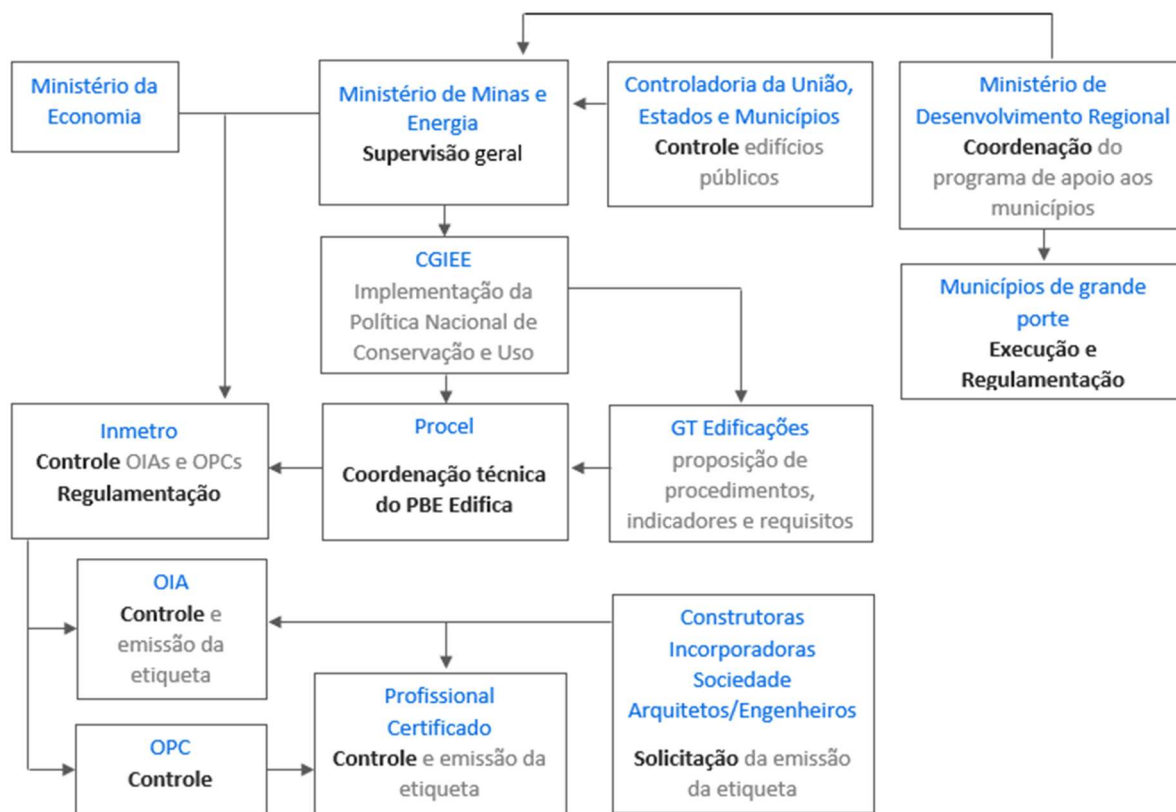 Ministério da
Economia
Ministério de Minas e
Energia
Supervisão geral
Controladoria da União,
Estados e Municípios
Controle edifícios
públicos
Ministério de
Desenvolvimento Regional
Coordenação do
programa de apoio aos
municípios
CGIEE
Implementação da
Política Nacional de
Conservação e Uso
Municípios de grande
porte
Execução e
Regulamentação
Inmetro
Controle OIAs e OPCs
Regulamentação
Procel
Coordenação técnica
do PBE Edifica
GT Edificações
proposição de
procedimentos,
indicadores e requisitos
OIA
Controle e
emissão da
etiqueta
Construtoras
Incorporadoras
Sociedade
Arquitetos/Engenheiros
Solicitação da emissão
da etiqueta
Profissional
Certificado
Controle e emissão da
etiqueta
OPC
Controle